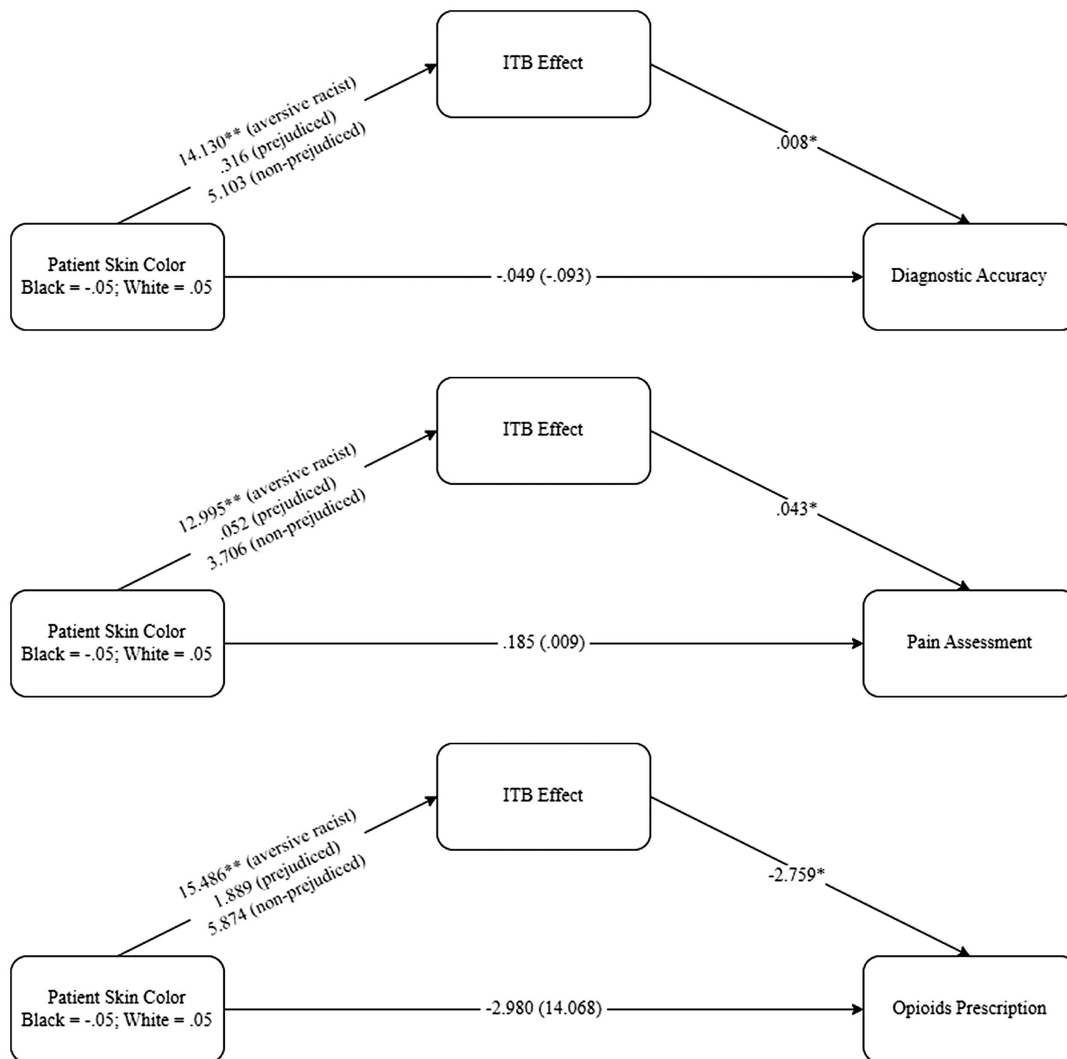 ITB Effect
14.130** (aversive racist)
.316 (prejudiced)
5.103 (non-prejudiced)
.008*
Patient Skin Color
Black = -.05; White = .05
-.049 (-.093)
Diagnostic Accuracy
ITB Effect
12.995** (aversive racist)
.052 (prejudiced)
3.706 (non-prejudiced)
.043*
Patient Skin Color
Black = -.05; White = .05
.185 (.009)
Pain Assessment
ITB Effect
15.486** (aversive racist)
1.889 (prejudiced)
5.874 (non-prejudiced)
-2.759*
Patient Skin Color
Black = -.05; White = .05
-2.980 (14.068)
Opioids Prescription